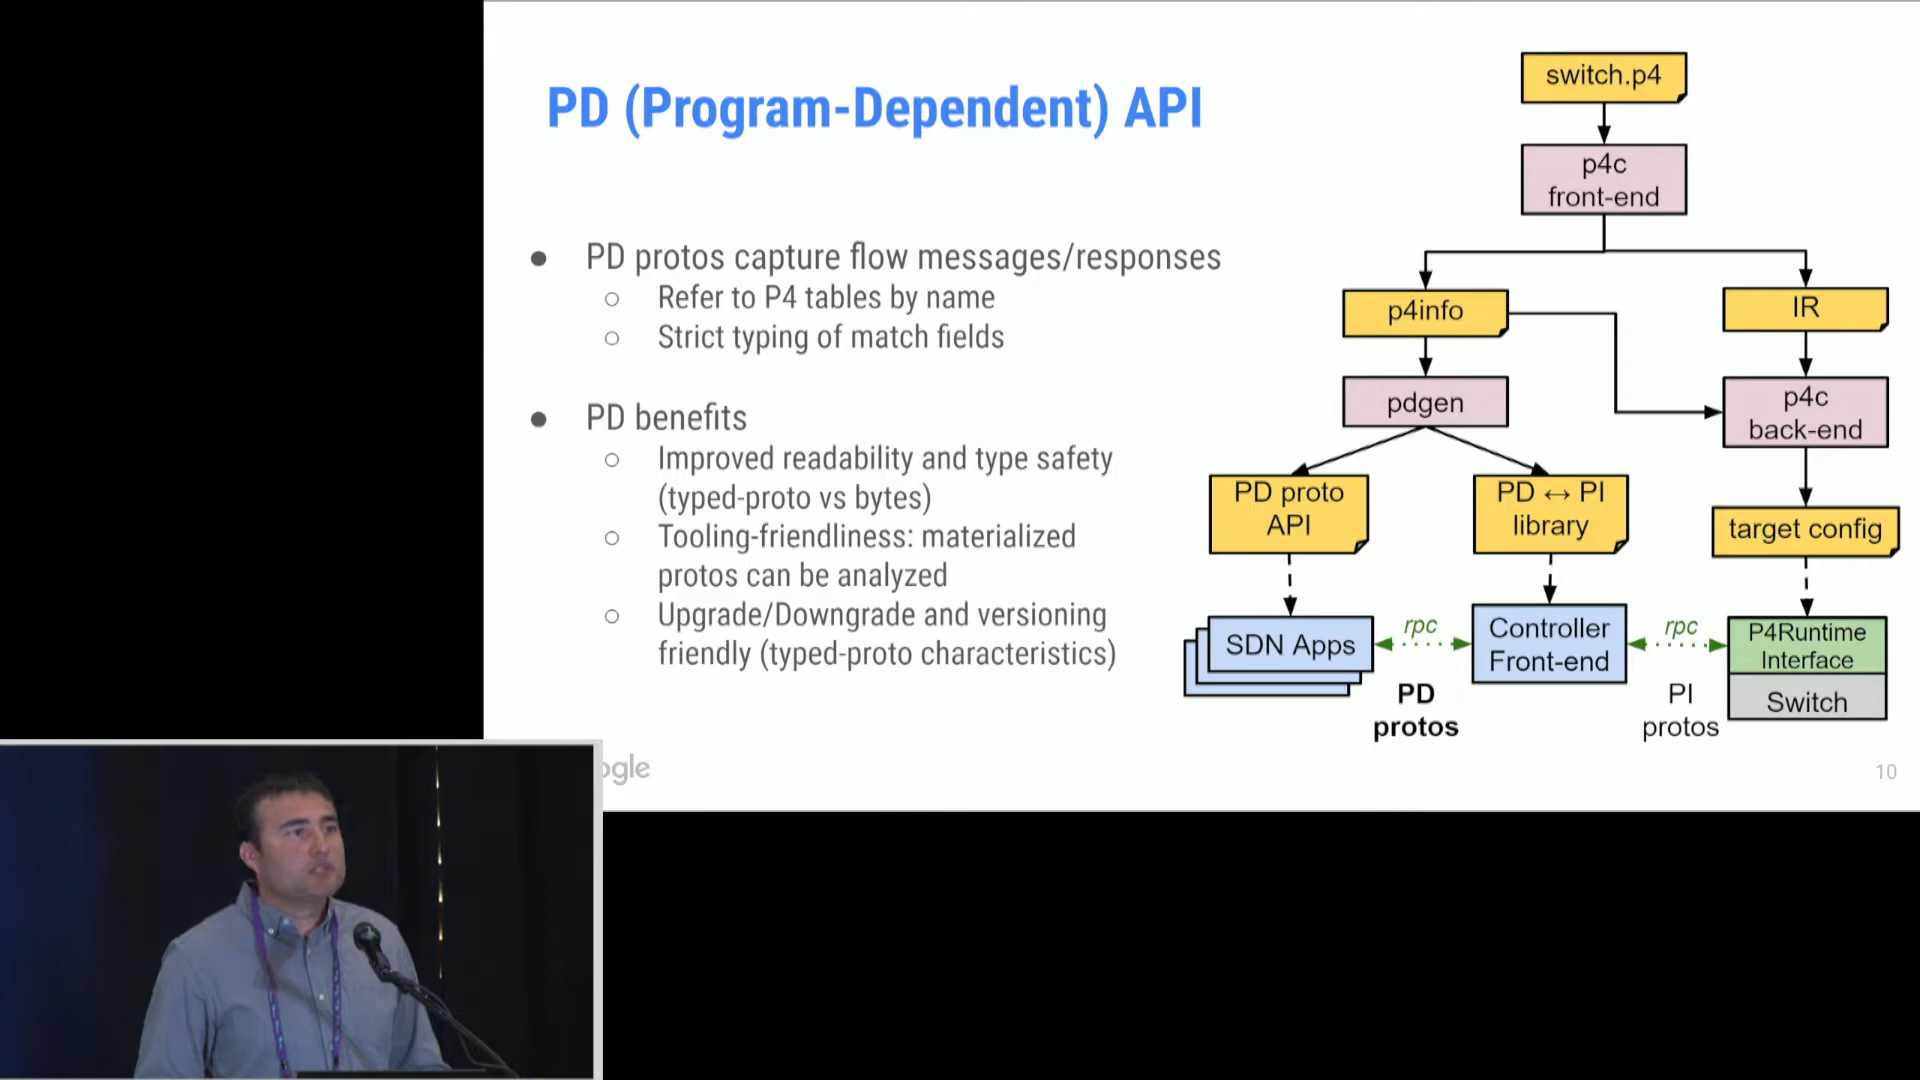 PD (Program-Dependent) API
● PD protos capture flow messages/responses
○ Refer to P4 tables by name
○ Strict typing of match fields
● PD benefits
○ Improved readability and type safety
(typed-proto vs bytes)
○ Tooling-friendliness: materialized
protos can be analyzed
○ Upgrade/Downgrade and versioning
friendly (typed-proto characteristics)
switch.p4
p4c
front-end
p4info
IR
pdgen
p4c
back-end
PD proto
API
PD ↔ PI
library
target config
SDN Apps
rpc
Controller
Front-end
rpc
P4Runtime
Interface
Switch
PD
protos
PI
protos
ogle
10